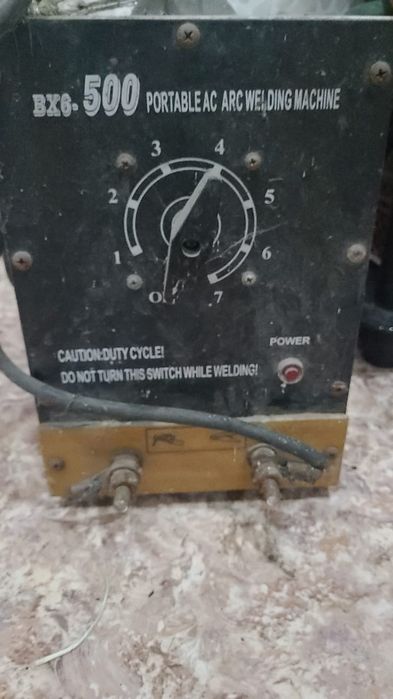 BX6-500 PORTABLE AC ARC WELDING MACHINE
3 4
2 5
1 6
0 7
POWER
CAUTION:DUTY CYCLE!
DO NOT TURN THIS SWITCH WHILE WELDING!